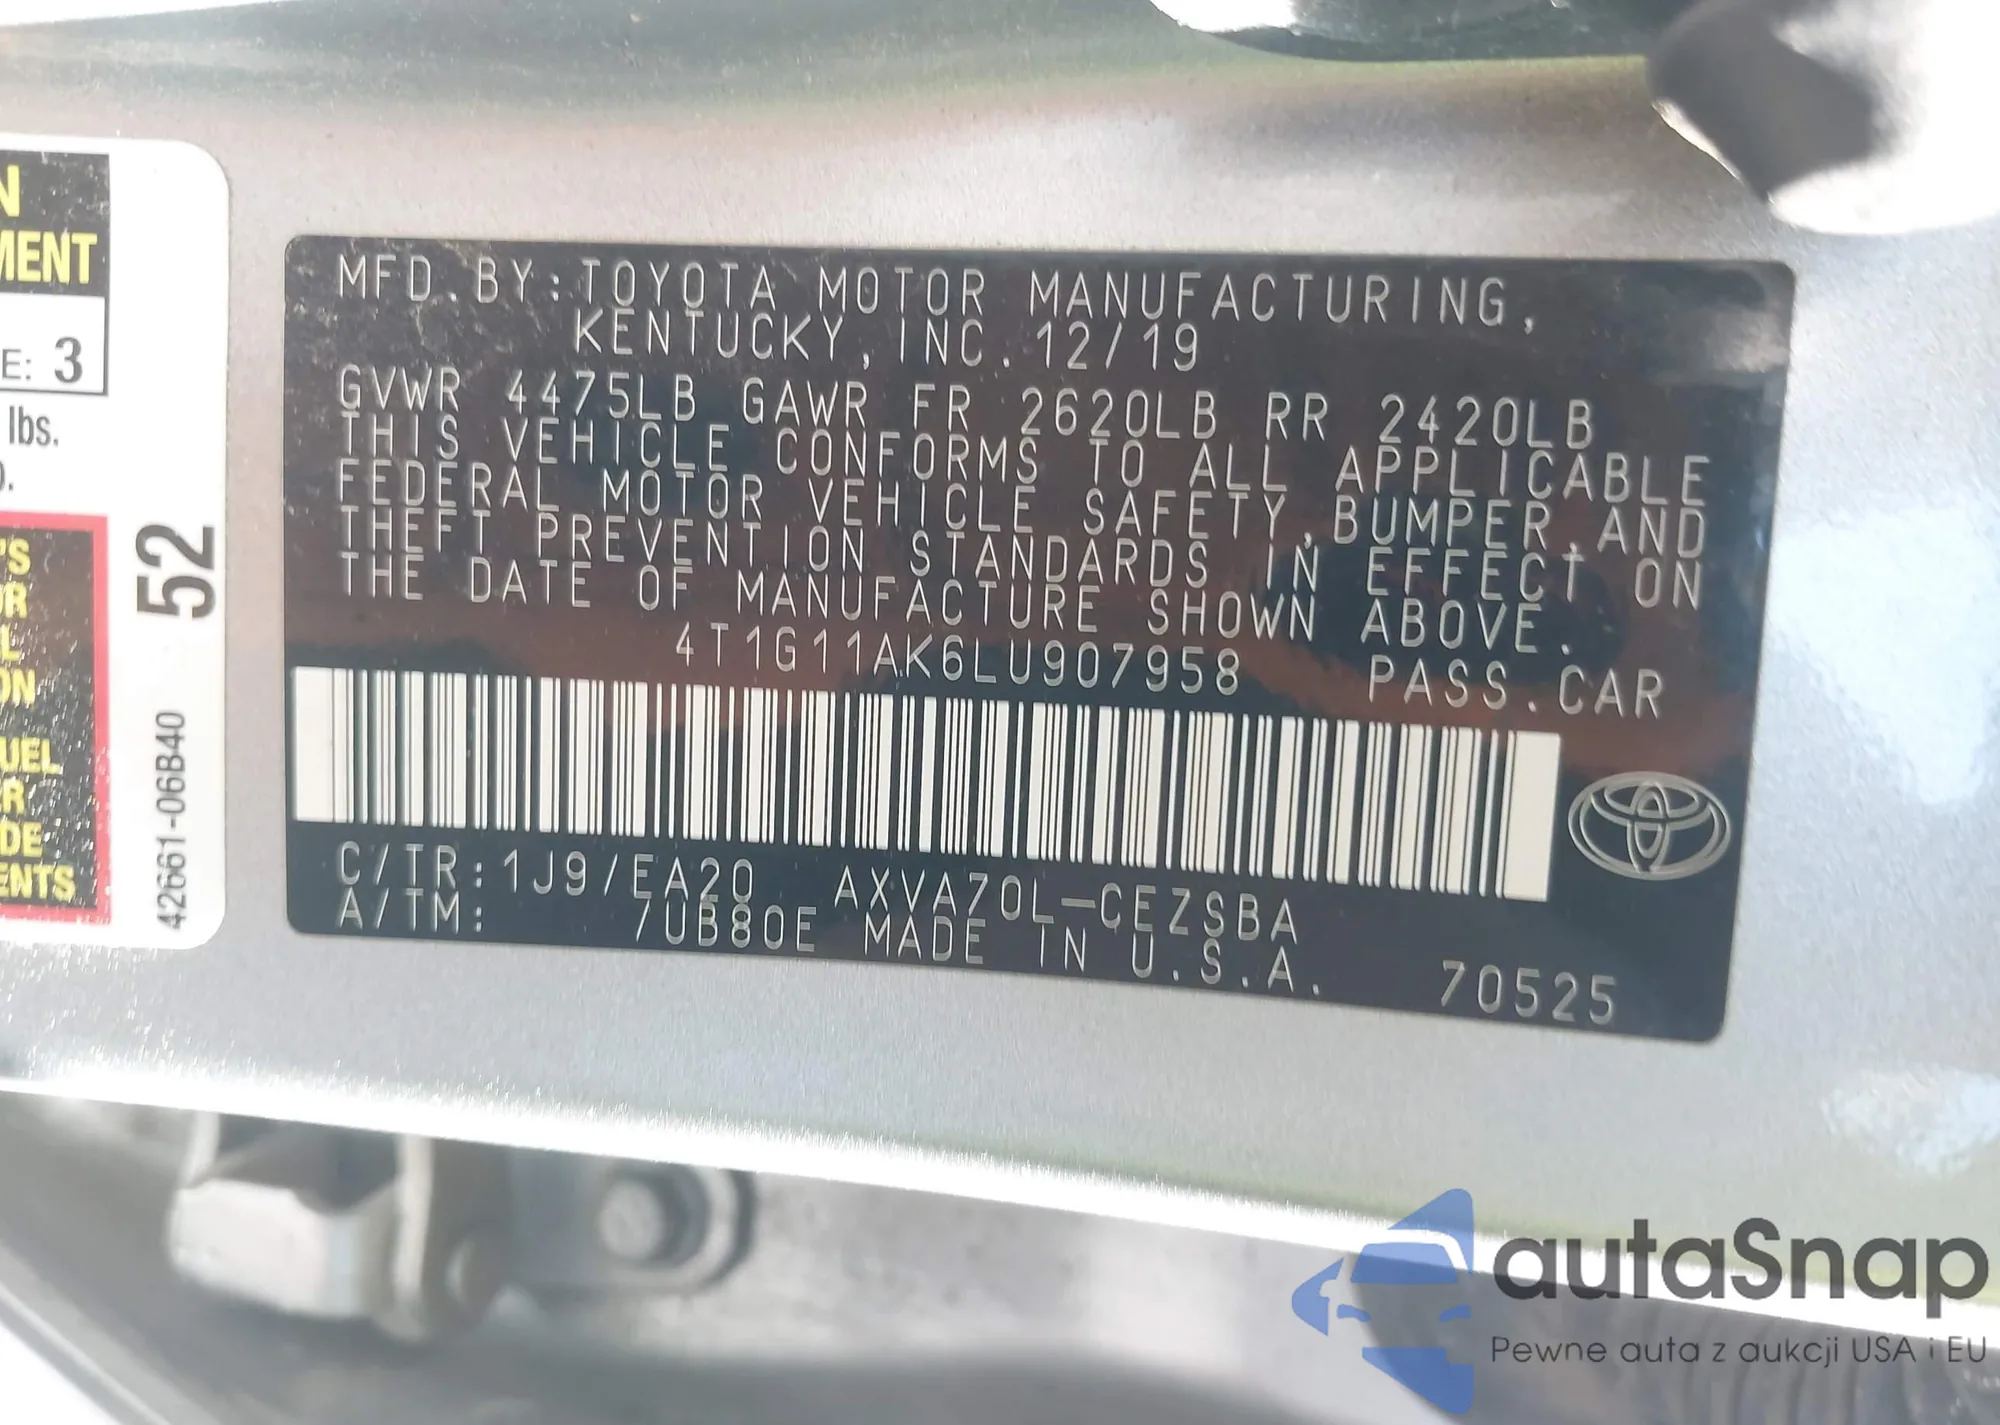 N
MENT
E: 3
lbs.
52
'S
UEL
DE
ENTS
42661-06B40
MFD.BY:TOYOTA MOTOR MANUFACTURING,
KENTUCKY,INC.12/19
GVWR 4475LB GAWR FR 2620LB RR 2420LB
THIS VEHICLE CONFORMS TO ALL APPLICABLE
FEDERAL MOTOR VEHICLE SAFETY,BUMPER,AND
THEFT PREVENTION STANDARDS IN EFFECT ON
THE DATE OF MANUFACTURE SHOWN ABOVE.
4T1G11AK6LU907958 PASS.CAR
C/TR:1J9/EA20 AXVA70L-CEZSBA
A/TM: 7UB80E MADE IN U.S.A. 70525
autaSnap
Pewne auta z aukcji USA i EU